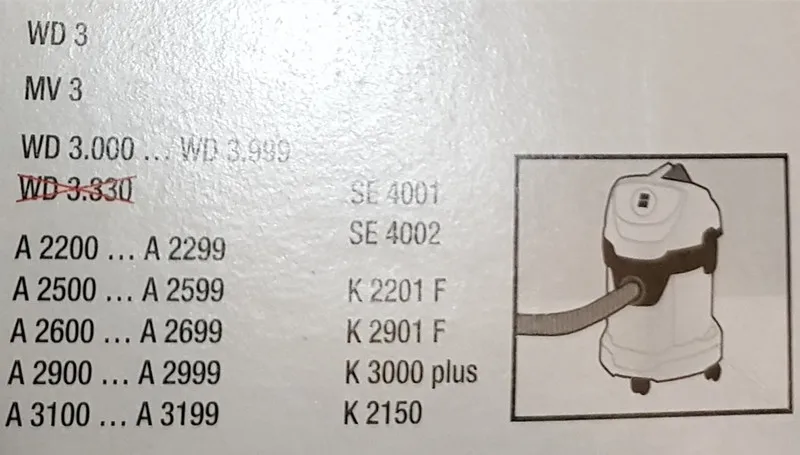 WD 3
MV 3
WD 3.000 ... WD 3.999
WD 3.330
SE 4001
SE 4002
A 2200 ... A 2299
A 2500 ... A 2599
A 2600 ... A 2699
A 2900 ... A 2999
A 3100 ... A 3199
K 2201 F
K 2901 F
K 3000 plus
K 2150